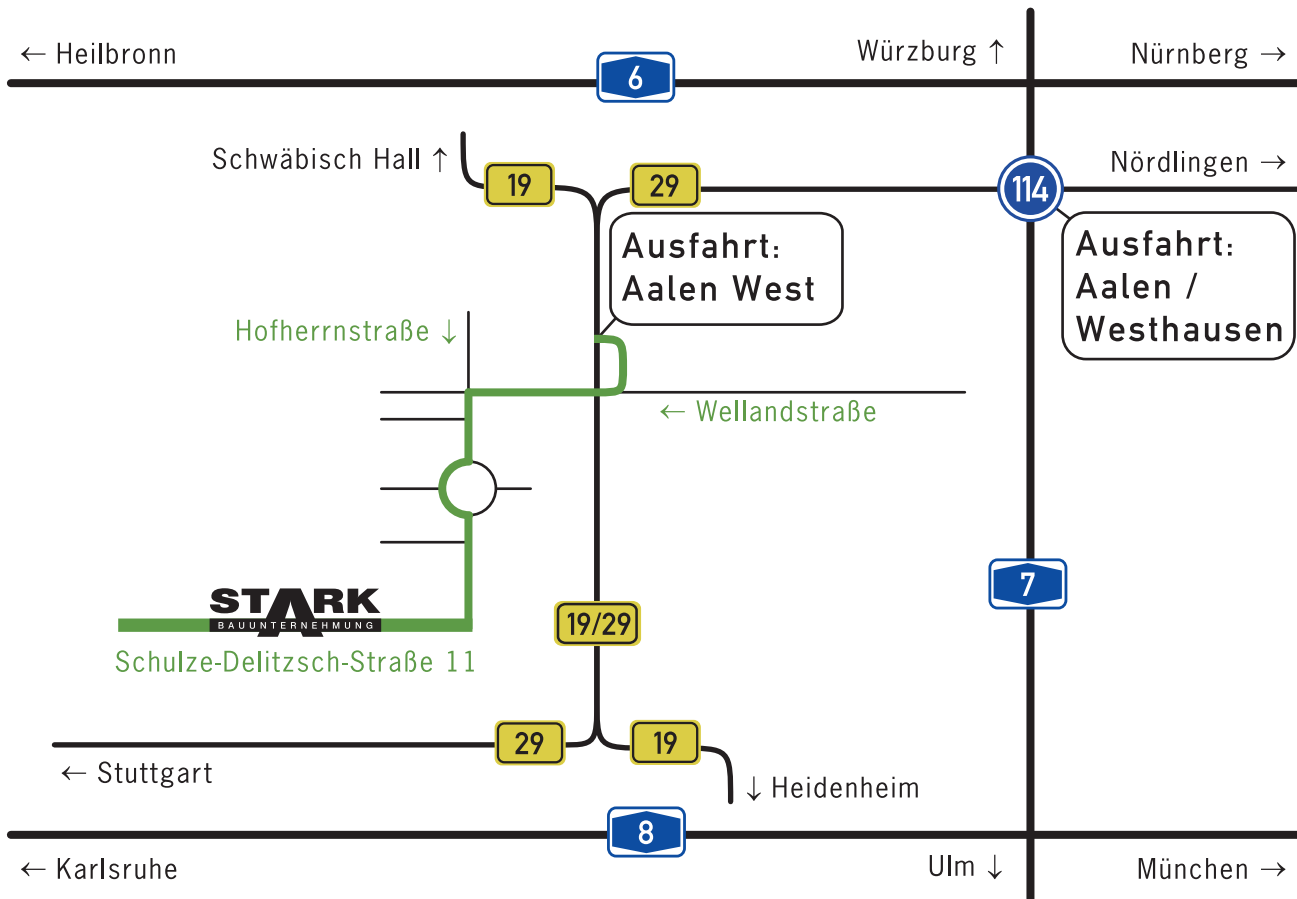 ← Heilbronn
Würzburg ↑
Nürnberg →
6
Schwäbisch Hall ↑
19
29
114
Nördlingen →
Ausfahrt:
Aalen West
Ausfahrt:
Aalen /
Westhausen
Hofherrnstraße ↓
← Wellandstraße
7
STARK
BAUUNTERNEHMUNG
19/29
Schulze-Delitzsch-Straße 11
29
19
← Stuttgart
↓ Heidenheim
8
← Karlsruhe
Ulm ↓
München →